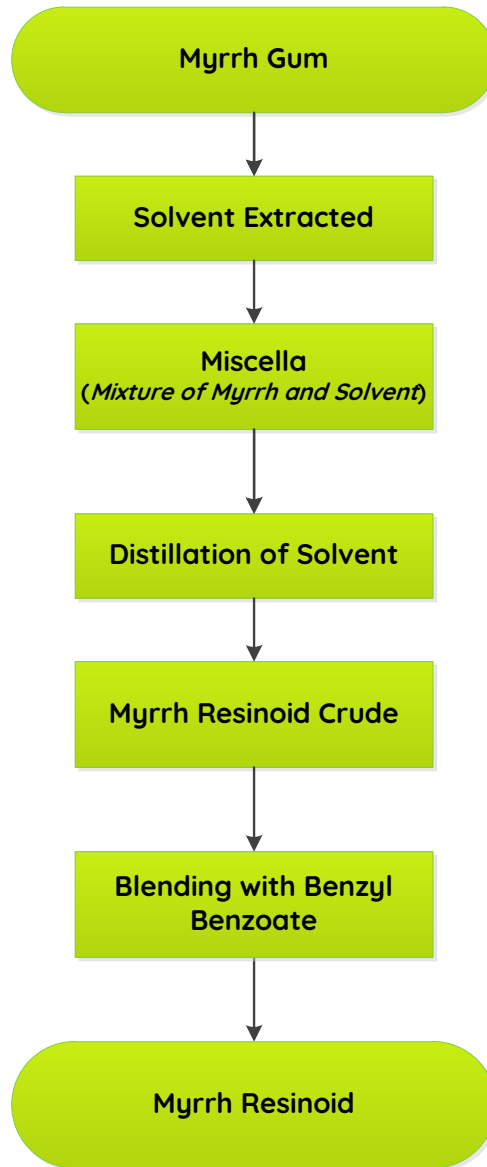 Myrrh Gum
Solvent Extracted
Miscella
(Mixture of Myrrh and Solvent)
Distillation of Solvent
Myrrh Resinoid Crude
Blending with Benzyl
Benzoate
Myrrh Resinoid